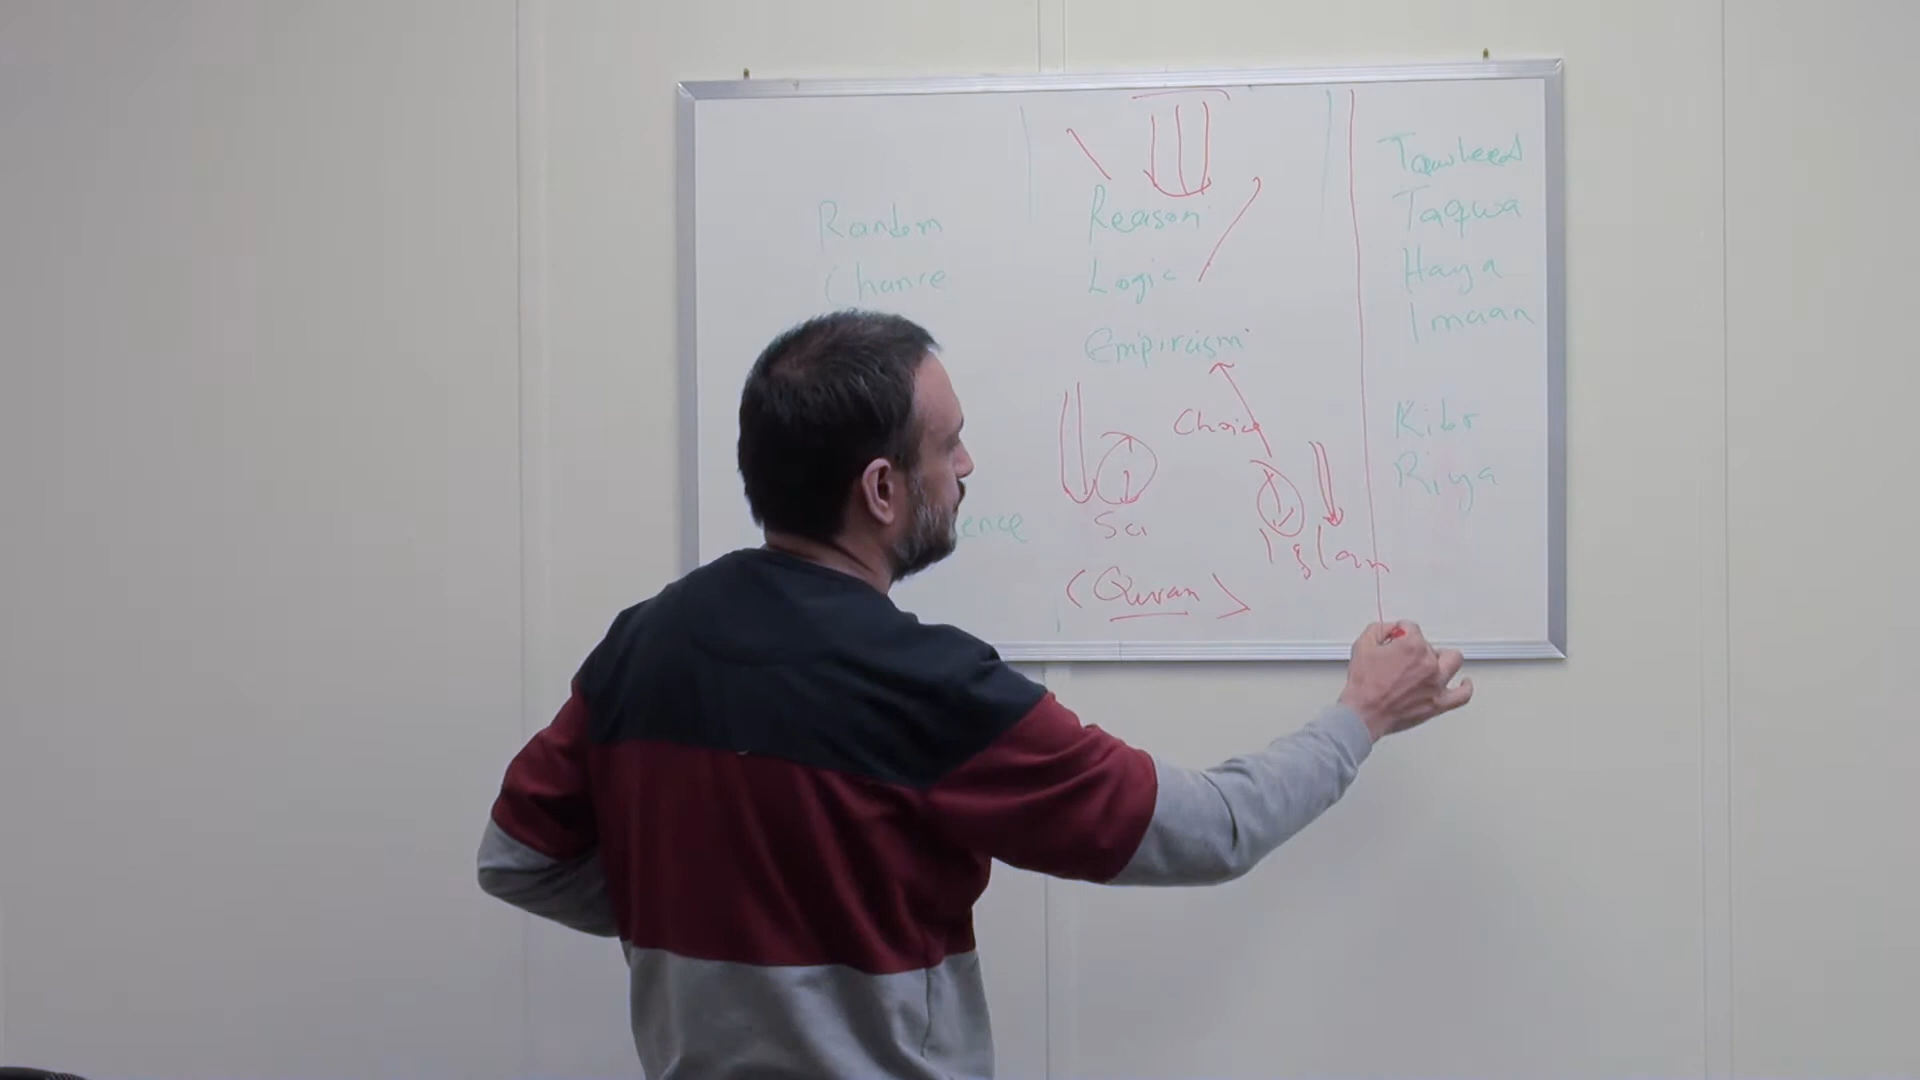 Random
Chance
ence
Reason
Logic
Empiricism
Choice
Sci
Islam
(Quran)
Tawheed
Taqwa
Haya
Imaan
Kibr
Riya